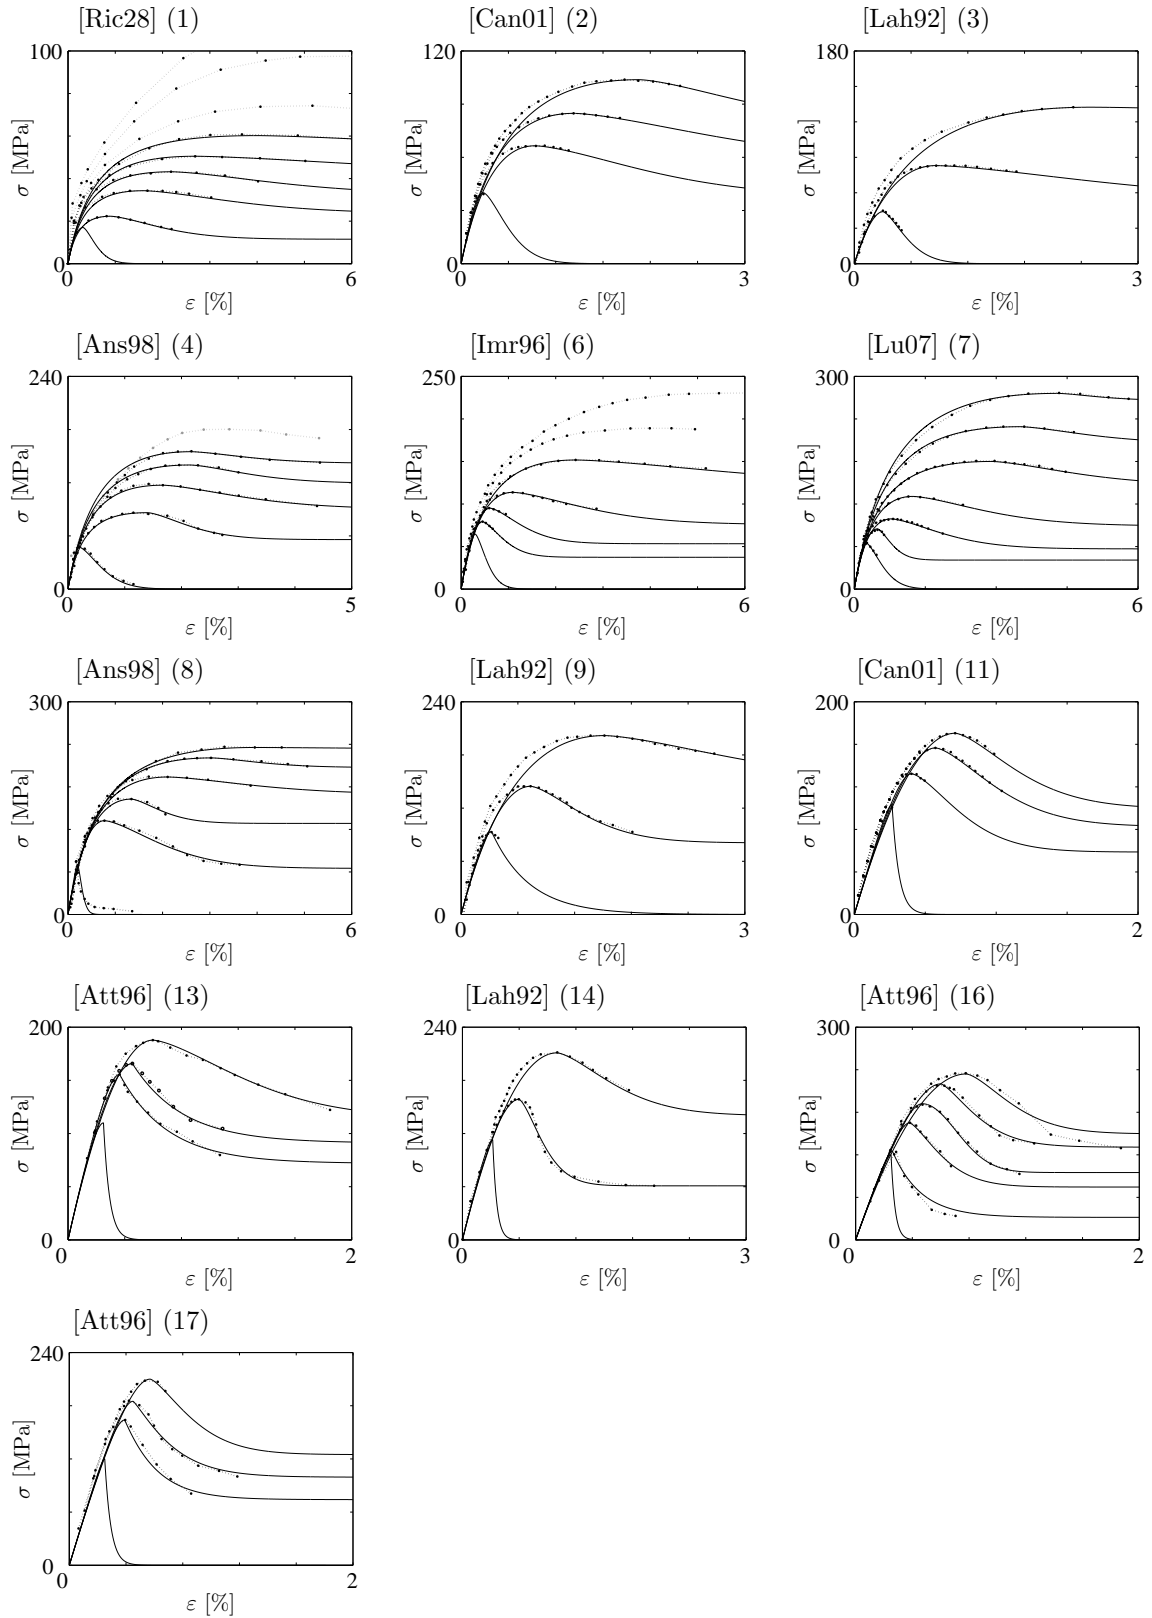 [Ric28] (1)
[Can01] (2)
[Lah92] (3)
100
120
180
σ [MPa]
σ [MPa]
σ [MPa]
0
0
0
0
6
0
3
0
3
ε [%]
ε [%]
ε [%]
[Ans98] (4)
[Imr96] (6)
[Lu07] (7)
240
250
300
σ [MPa]
σ [MPa]
σ [MPa]
0
0
0
0
5
0
6
0
6
ε [%]
ε [%]
ε [%]
[Ans98] (8)
[Lah92] (9)
[Can01] (11)
300
240
200
σ [MPa]
σ [MPa]
σ [MPa]
0
0
0
0
6
0
3
0
2
ε [%]
ε [%]
ε [%]
[Att96] (13)
[Lah92] (14)
[Att96] (16)
200
240
300
σ [MPa]
σ [MPa]
σ [MPa]
0
0
0
0
2
0
3
0
2
ε [%]
ε [%]
ε [%]
[Att96] (17)
240
σ [MPa]
0
0
2
ε [%]